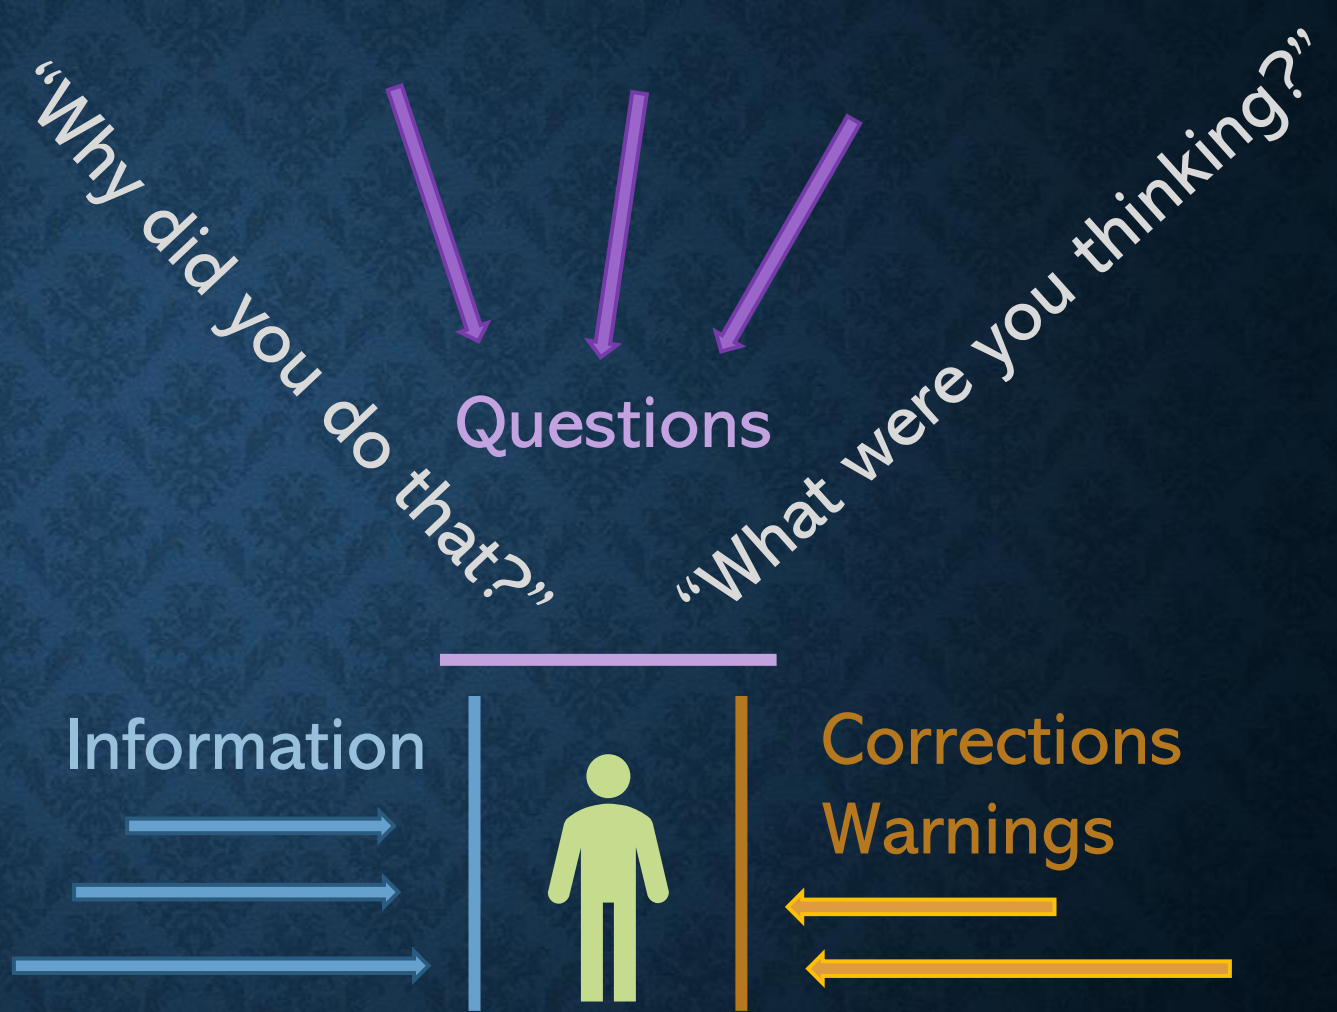 “Why did you do that?”
“What were you thinking?”
Questions
Information
Corrections
Warnings